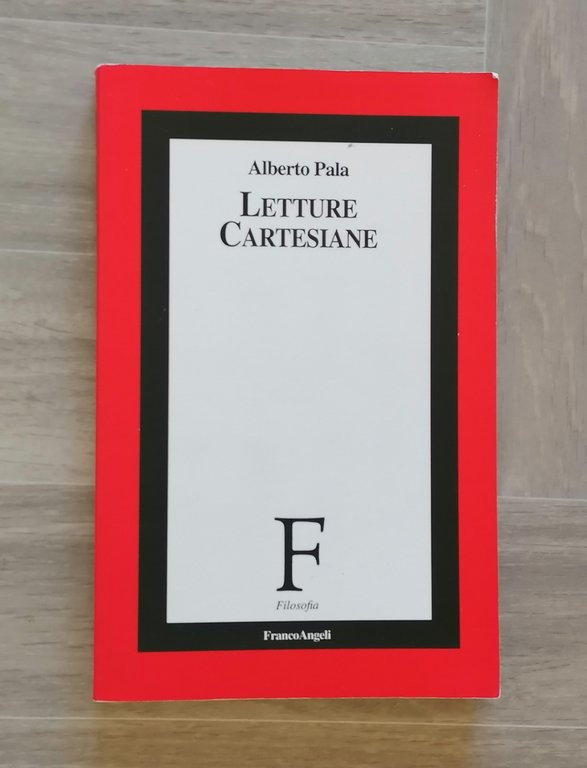 Alberto Pala
LETTURE
CARTESIANE
F
Filosofia
FrancoAngeli